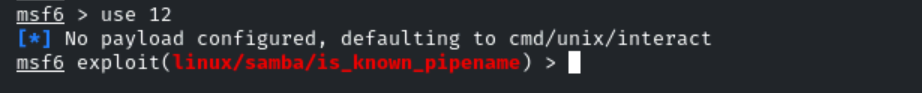 msf6 > use 12
[*] No payload configured, defaulting to cmd/unix/interact
msf6 exploit(linux/samba/is_known_pipename) >